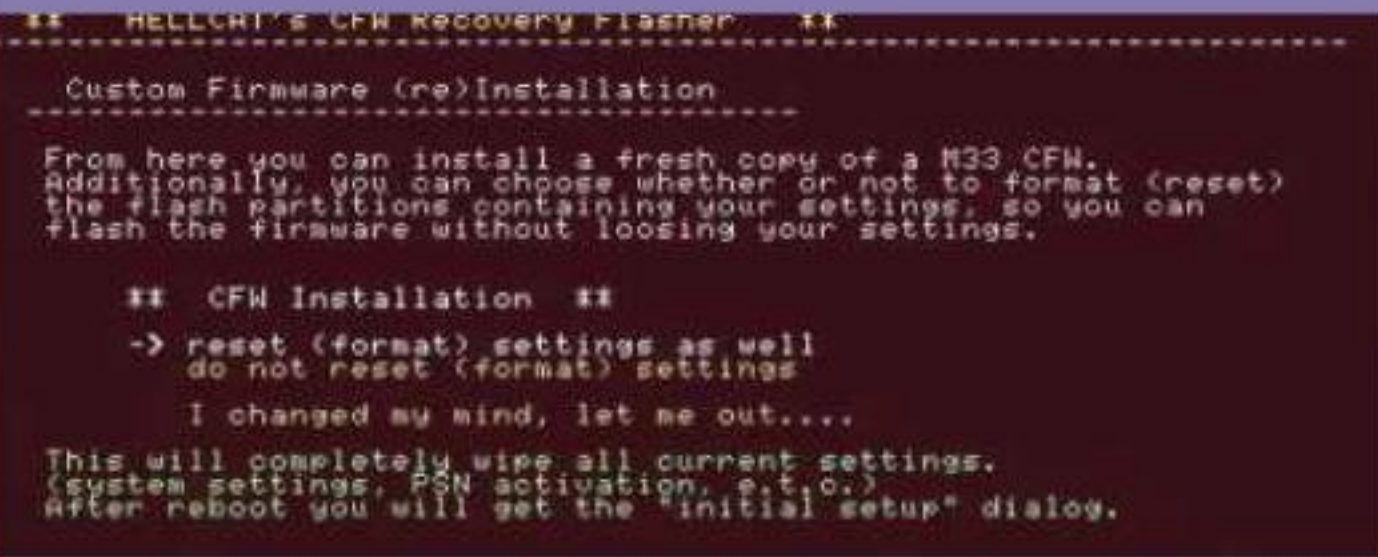 ** HELLCAT's CFW Recovery Flasher **
Custom Firmware (re)Installation
From here you can install a fresh copy of a M33 CFW.
Additionally, you can choose whether or not to format (reset)
the flash partitions containing your settings, so you can
flash the firmware without loosing your settings.
** CFW Installation **
-> reset (format) settings as well
do not reset (format) settings
I changed my mind, let me out....
This will completely wipe all current settings.
(system settings, PSN activation, e.t.c.)
After reboot you will get the "initial setup" dialog.